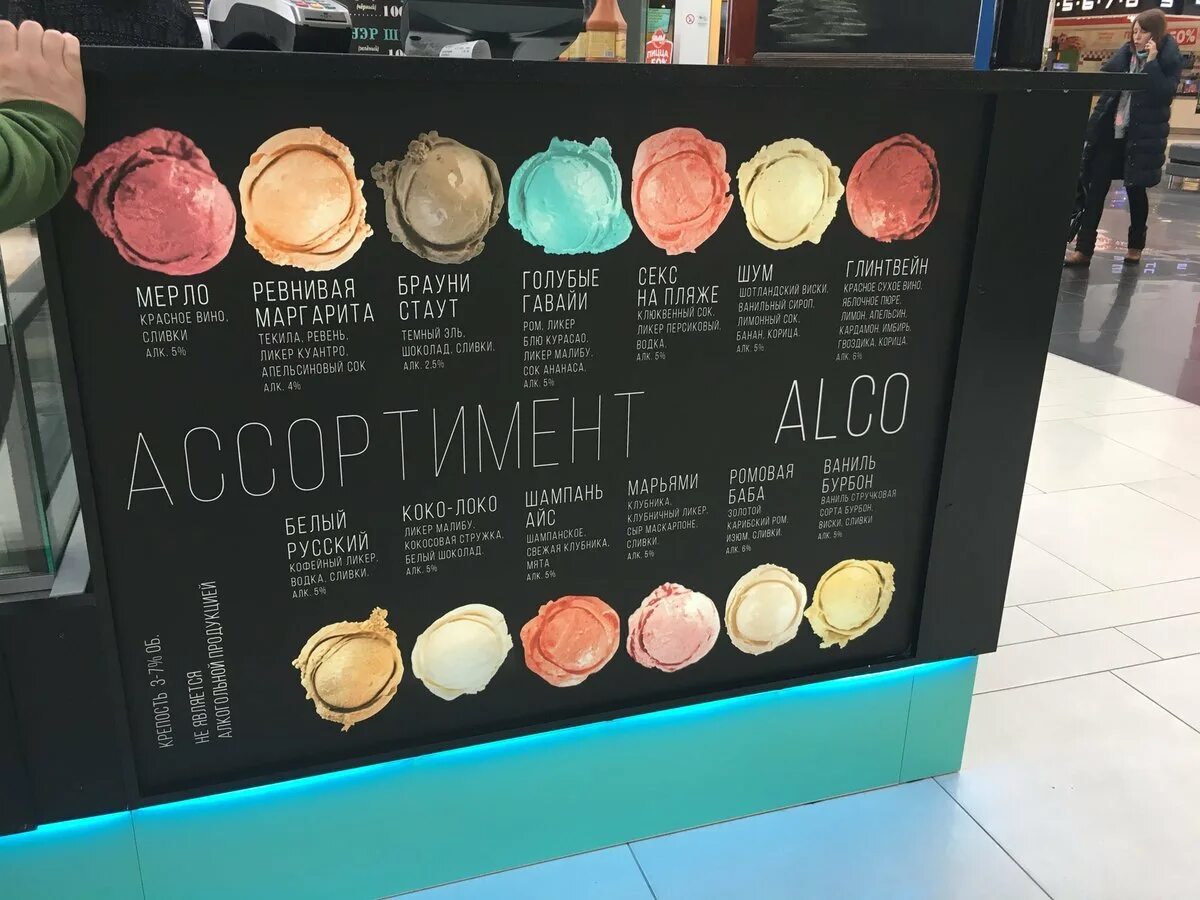 100
ПИЦЦА
50%
50%
МЕРЛО
КРАСНОЕ ВИНО,
СЛИВКИ
АЛК. 5%
РЕВНИВАЯ
МАРГАРИТА
ТЕКИЛА, РЕВЕНЬ,
ЛИКЕР КУАНТРО,
АПЕЛЬСИНОВЫЙ СОК
АЛК. 4%
БРАУНИ
СТАУТ
ТЕМНЫЙ ЭЛЬ,
ШОКОЛАД, СЛИВКИ.
АЛК. 2.5%
ГОЛУБЫЕ
ГАВАЙИ
РОМ, ЛИКЕР
БЛЮ КУРАСАО,
ЛИКЕР МАЛИБУ,
СОК АНАНАСА.
АЛК. 5%
СЕКС
НА ПЛЯЖЕ
КЛЮКВЕННЫЙ СОК,
ЛИКЕР ПЕРСИКОВЫЙ,
ВОДКА.
АЛК. 5%
ШУМ
ШОТЛАНДСКИЙ ВИСКИ,
ВАНИЛЬНЫЙ СИРОП,
ЛИМОННЫЙ СОК,
БАНАН, КОРИЦА.
АЛК. 5%
ГЛИНТВЕЙН
КРАСНОЕ СУХОЕ ВИНО,
ЯБЛОЧНОЕ ПЮРЕ,
ЛИМОН, АПЕЛЬСИН,
КАРДАМОН, ИМБИРЬ,
ГВОЗДИКА, КОРИЦА.
АЛК. 6%
АССОРТИМЕНТ
ALCO
БЕЛЫЙ
РУССКИЙ
КОФЕЙНЫЙ ЛИКЕР,
ВОДКА, СЛИВКИ.
АЛК. 5%
КОКО-ЛОКО
ЛИКЕР МАЛИБУ,
КОКОСОВАЯ СТРУЖКА,
БЕЛЫЙ ШОКОЛАД.
АЛК. 5%
ШАМПАНЬ
АЙС
ШАМПАНСКОЕ,
СВЕЖАЯ КЛУБНИКА,
МЯТА
АЛК. 5%
МАРЬЯМИ
КЛУБНИКА,
КЛУБНИЧНЫЙ ЛИКЕР,
СЫР МАСКАРПОНЕ,
СЛИВКИ.
АЛК. 5%
РОМОВАЯ
БАБА
ЗОЛОТОЙ
КАРИБСКИЙ РОМ,
ИЗЮМ, СЛИВКИ.
АЛК. 6%
ВАНИЛЬ
БУРБОН
ВАНИЛЬ СТРУЧКОВАЯ
СОРТА БУРБОН,
ВИСКИ, СЛИВКИ
АЛК. 5%
КРЕПОСТЬ 3-7% ОБ.
НЕ ЯВЛЯЕТСЯ
АЛКОГОЛЬНОЙ ПРОДУКЦИЕЙ